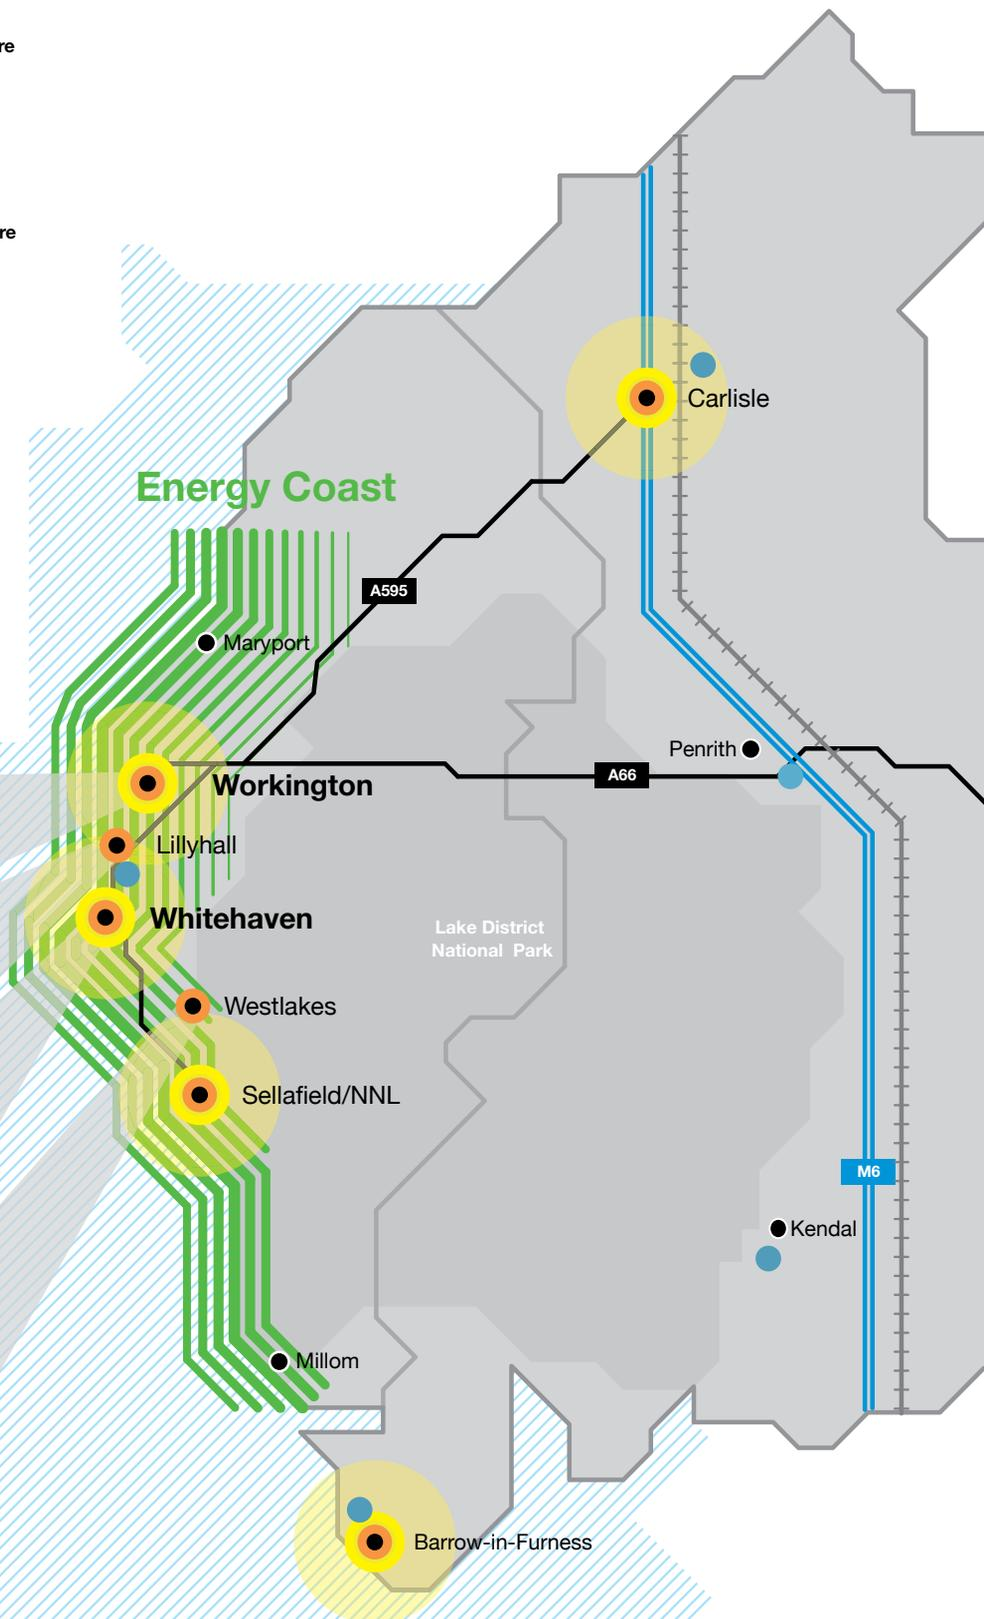 re
re
Carlisle
Energy Coast
A595
Maryport
Penrith
A66
Workington
Lillyhall
Whitehaven
Lake District
National Park
Westlakes
Sellafield/NNL
M6
Kendal
Millom
Barrow-in-Furness